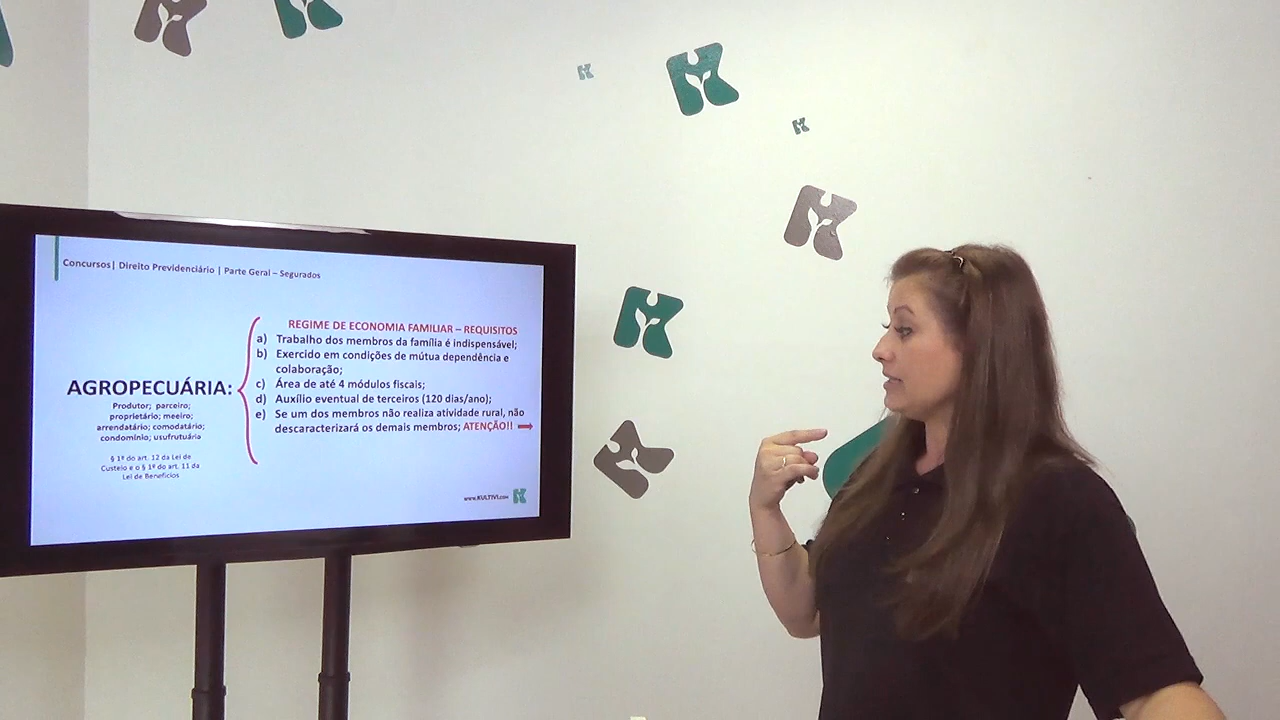 Concursos| Direito Previdenciário | Parte Geral – Segurados
REGIME DE ECONOMIA FAMILIAR – REQUISITOS
a) Trabalho dos membros da família é indispensável;
b) Exercido em condições de mútua dependência e
colaboração;
c) Área de até 4 módulos fiscais;
d) Auxílio eventual de terceiros (120 dias/ano);
e) Se um dos membros não realiza atividade rural, não
descaracterizará os demais membros; ATENÇÃO!!
AGROPECUÁRIA:
Produtor; parceiro;
proprietário; meeiro;
arrendatário; comodatário;
condomínio; usufrutuária
§ 1º do art. 12 da Lei de
Custeio e o § 1º do art. 11 da
Lei de Benefícios
www.KULTIVI.com